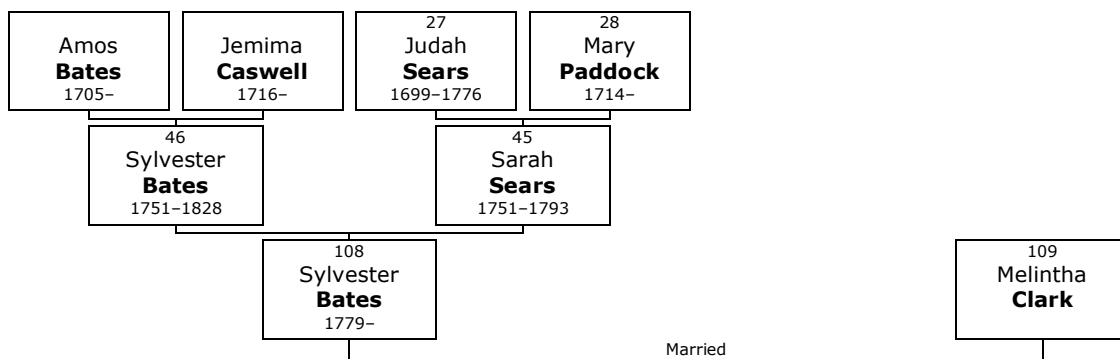 Amos
Bates
1705–
Jemima
Caswell
1716–
27
Judah
Sears
1699–1776
28
Mary
Paddock
1714–
46
Sylvester
Bates
1751–1828
45
Sarah
Sears
1751–1793
108
Sylvester
Bates
1779–
109
Melintha
Clark
Married